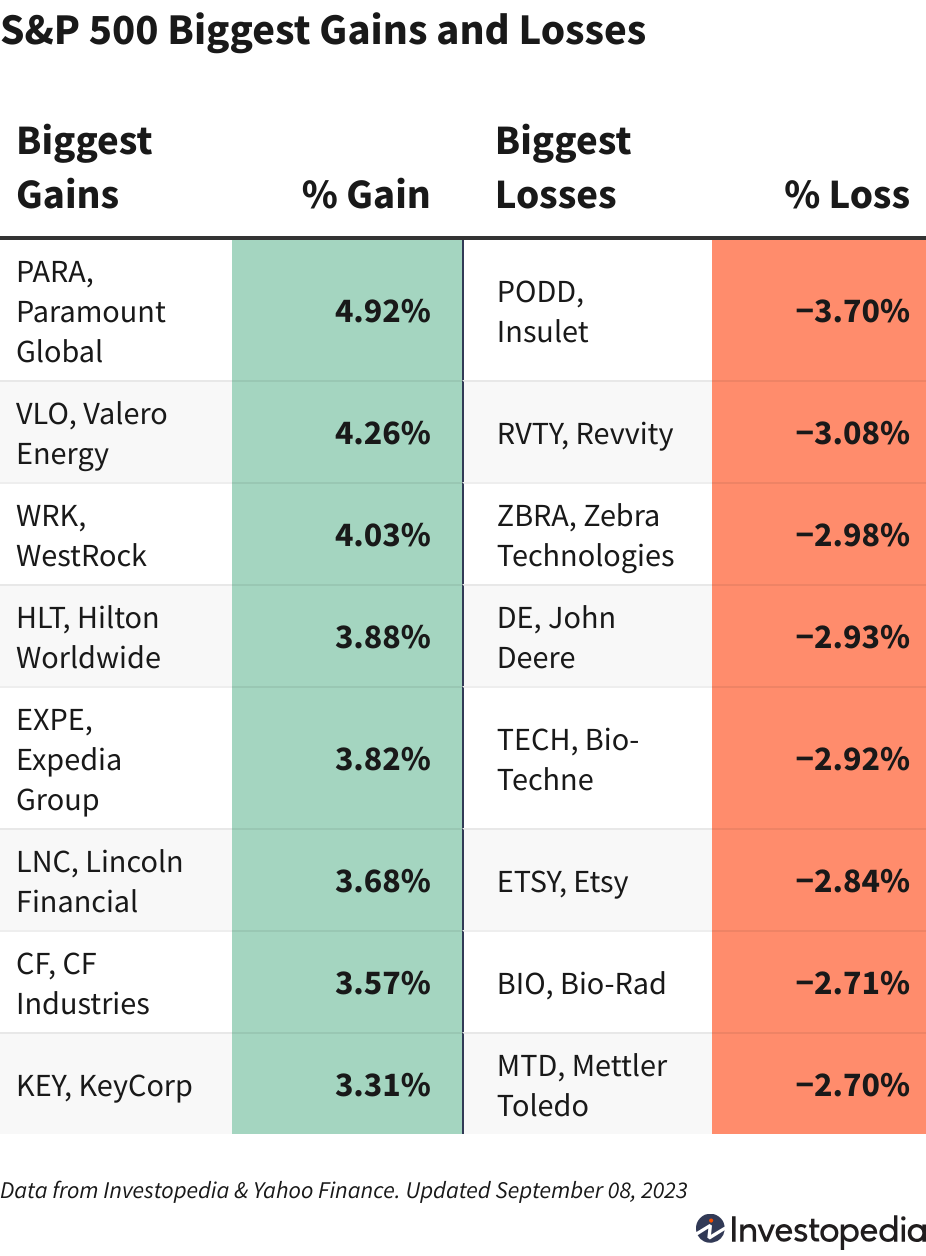 S&P 500 Biggest Gains and Losses
Biggest
Gains
% Gain
Biggest
Losses
% Loss
PARA,
Paramount
Global
4.92%
PODD,
Insulet
−3.70%
VLO, Valero
Energy
4.26%
RVTY, Revvity
−3.08%
WRK,
WestRock
4.03%
ZBRA, Zebra
Technologies
−2.98%
HLT, Hilton
Worldwide
3.88%
DE, John
Deere
−2.93%
EXPE,
Expedia
Group
3.82%
TECH, Bio-
Techne
−2.92%
LNC, Lincoln
Financial
3.68%
ETSY, Etsy
−2.84%
CF, CF
Industries
3.57%
BIO, Bio-Rad
−2.71%
KEY, KeyCorp
3.31%
MTD, Mettler
Toledo
−2.70%
Data from Investopedia & Yahoo Finance. Updated September 08, 2023
Investopedia